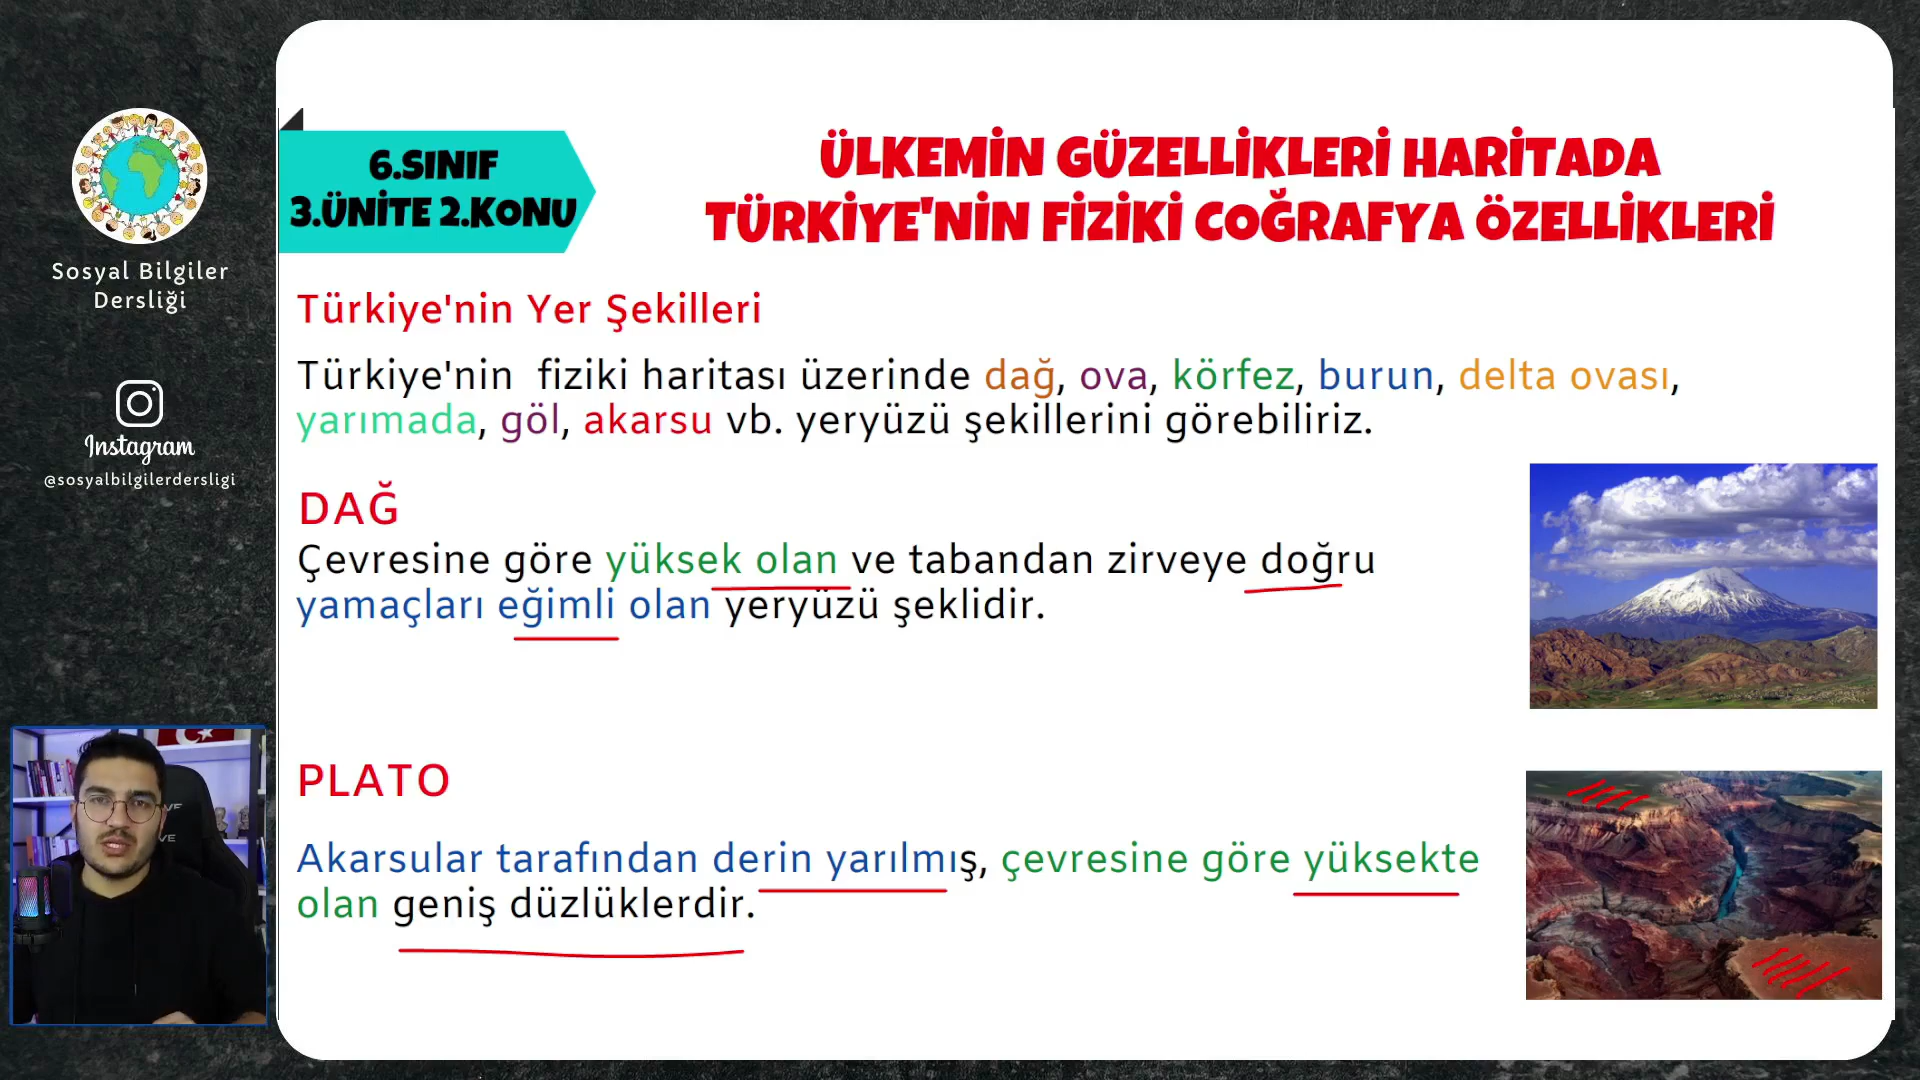 Sosyal Bilgiler
Dersliği
Instagram
@sosyalbilgilerdersligi
6.SINIF
3.ÜNİTE 2.KONU
ÜLKEMİN GÜZELLİKLERİ HARİTADA
TÜRKİYE'NİN FİZİKİ COĞRAFYA ÖZELLİKLERİ
Türkiye'nin Yer Şekilleri
Türkiye'nin fiziki haritası üzerinde dağ, ova, körfez, burun, delta ovası,
yarımada, göl, akarsu vb. yeryüzü şekillerini görebiliriz.
DAĞ
Çevresine göre yüksek olan ve tabandan zirveye doğru
yamaçları eğimli olan yeryüzü şeklidir.
PLATO
Akarsular tarafından derin yarılmış, çevresine göre yüksekte
olan geniş düzlüklerdir.